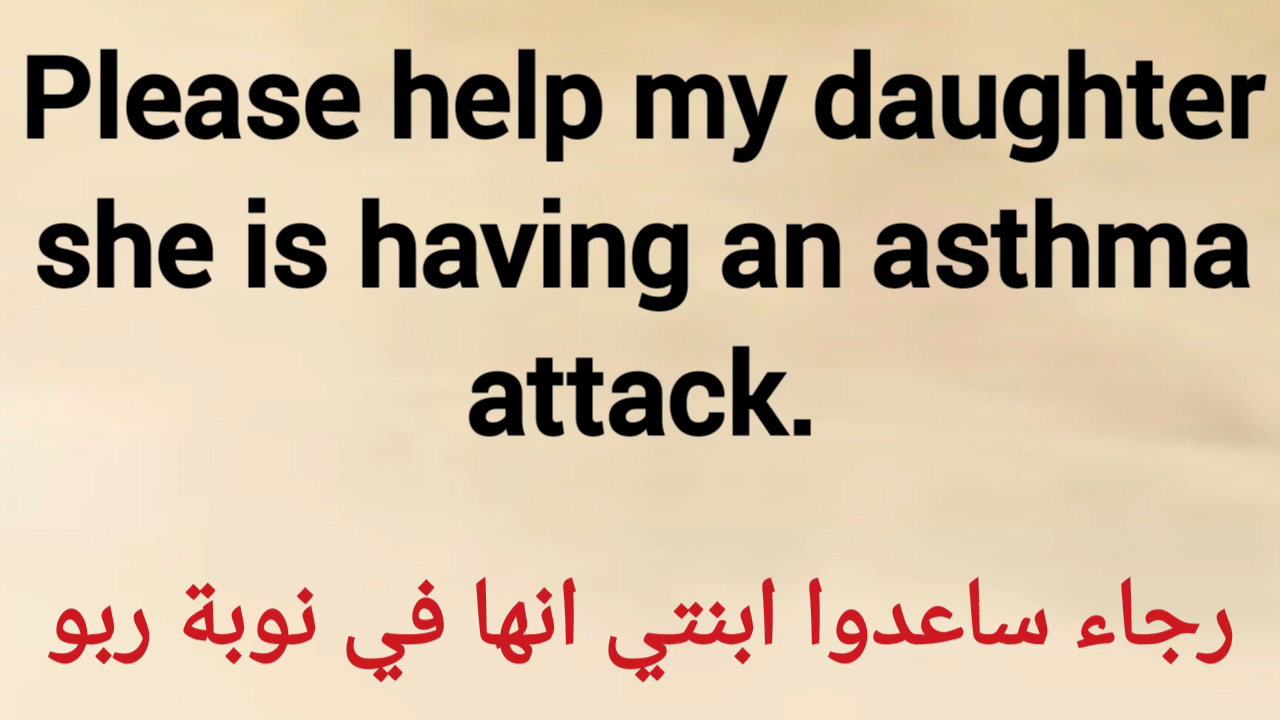 Please help my daughter
she is having an asthma
attack.
رجاء ساعدوا ابنتي انها في نوبة ربو